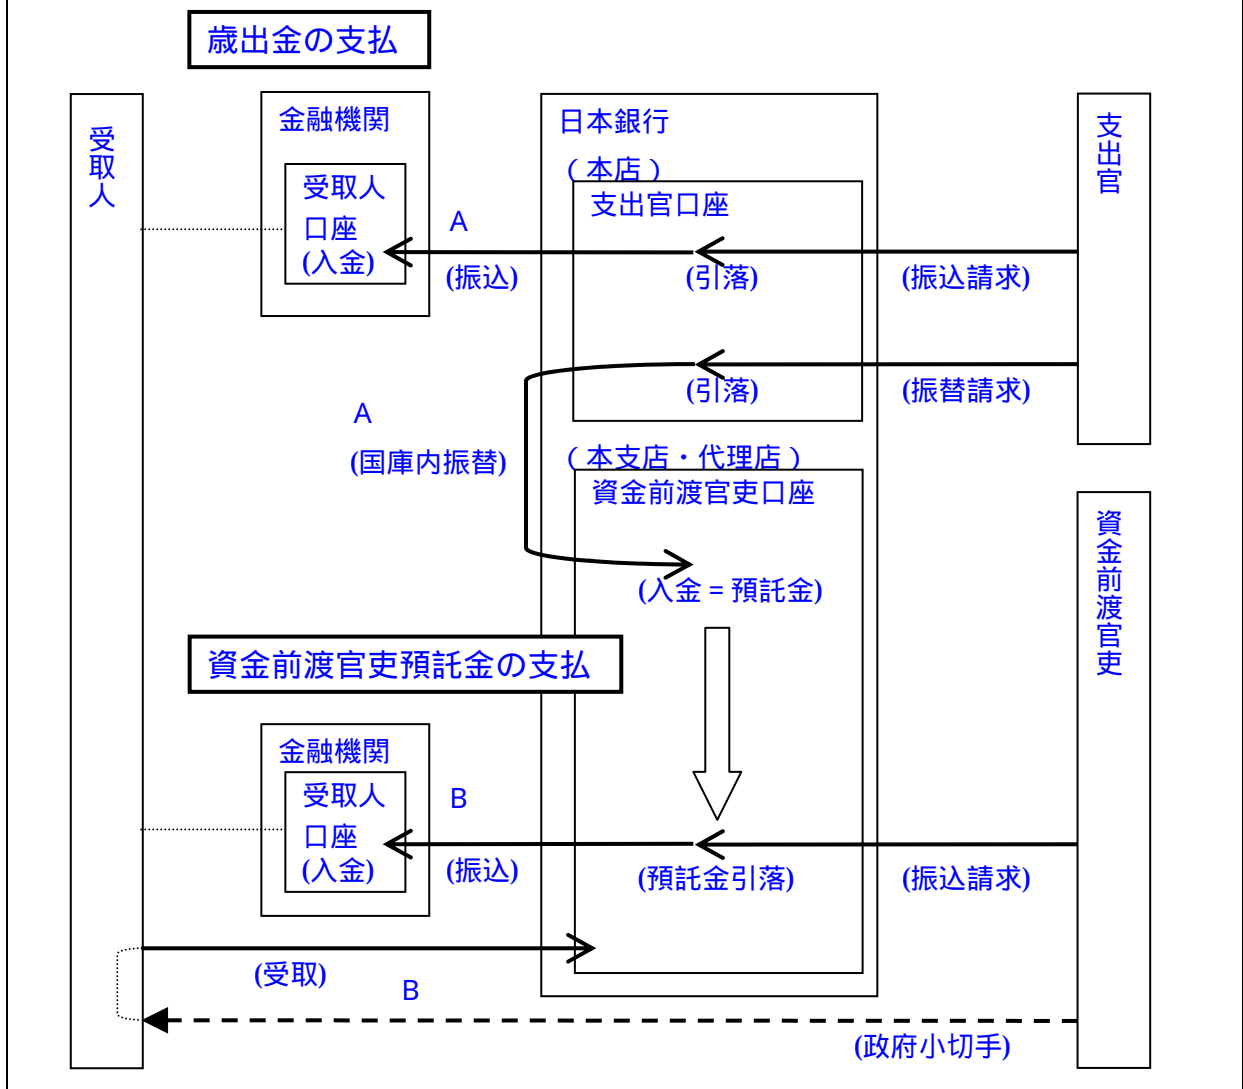 歳出金の支払
受取人
金融機関
受取人
口座
(入金)
A
(振込)
日本銀行
(本店)
支出官口座
(引落)
(振込請求)
支出官
(引落)
(振替請求)
A
(国庫内振替)
(本支店・代理店)
資金前渡官吏口座
(入金=預託金)
資金前渡官吏
資金前渡官吏預託金の支払
金融機関
受取人
口座
(入金)
B
(振込)
(預託金引落)
(振込請求)
(受取)
B
(政府小切手)